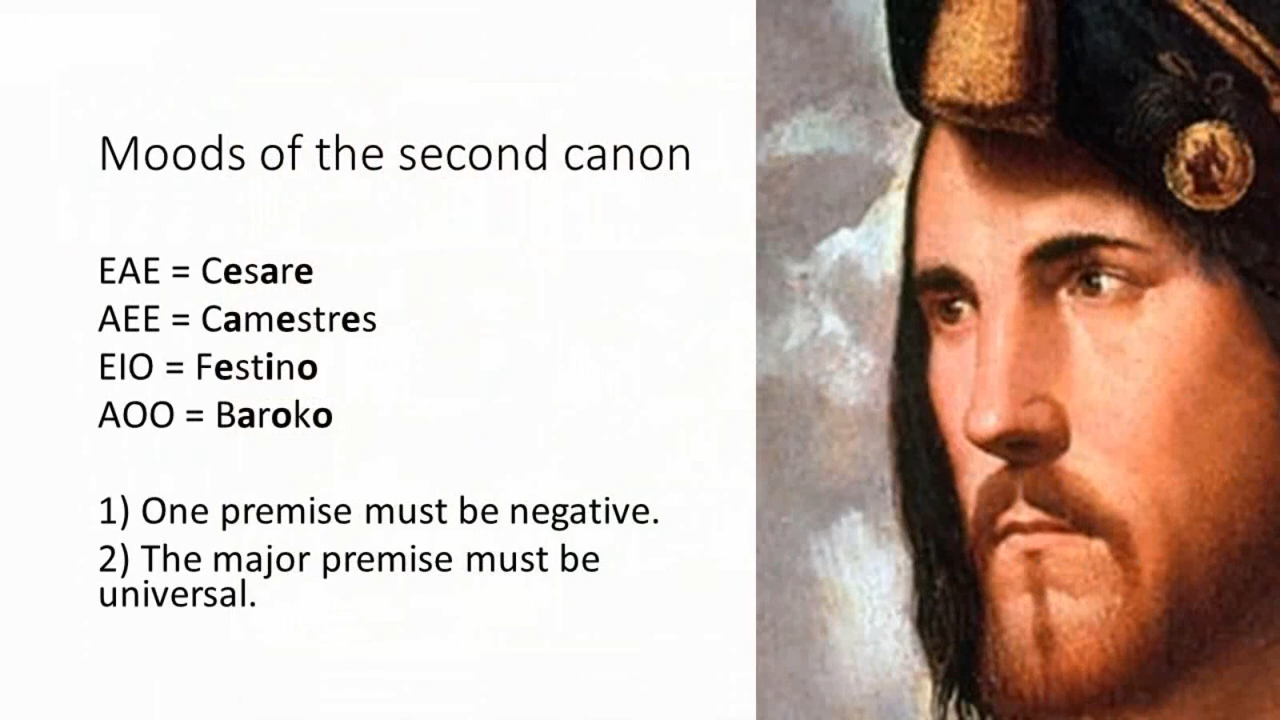 Moods of the second canon
EAE = Cesare
AEE = Camestres
EIO = Festino
AOO = Baroko
1) One premise must be negative.
2) The major premise must be
universal.